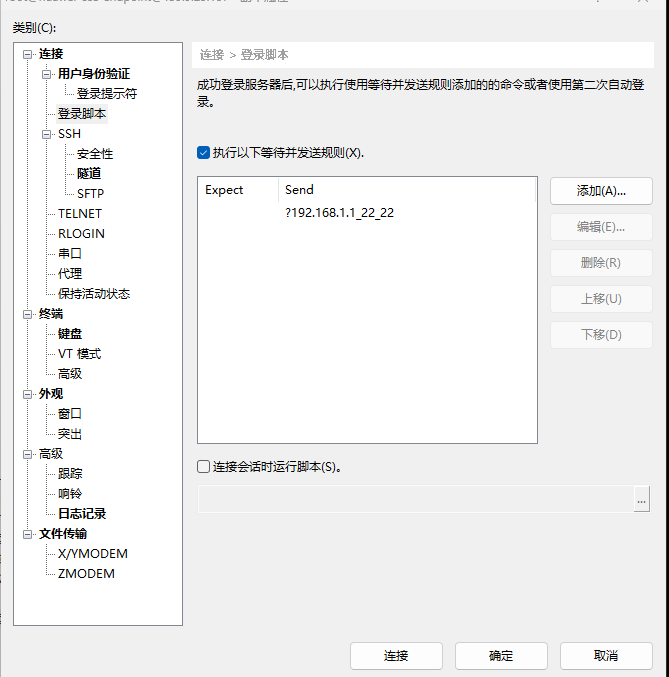 类别(C):
连接
用户身份验证
登录提示符
登录脚本
SSH
安全性
隧道
SFTP
TELNET
RLOGIN
串口
代理
保持活动状态
终端
键盘
VT 模式
高级
外观
窗口
突出
高级
跟踪
响铃
日志记录
文件传输
X/YMODEM
ZMODEM
连接 > 登录脚本
成功登录服务器后,可以执行使用等待并发送规则添加的的命令或者使用第二次自动登
录。
执行以下等待并发送规则(X).
Expect Send
?192.168.1.1_22_22
添加(A)...
编辑(E)...
删除(R)
上移(U)
下移(D)
连接会话时运行脚本(S)。
...
连接 确定 取消